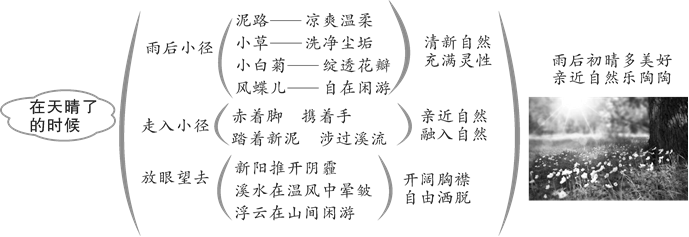 在天晴了
的时候
雨后小径
泥路——凉爽温柔
小草——洗净尘垢
小白菊——绽透花瓣
风蝶儿——自在闲游
清新自然
充满灵性
走入小径
赤着脚 携着手
踏着新泥 涉过溪流
亲近自然
融入自然
放眼望去
新阳推开阴霾
溪水在温风中晕皱
浮云在山间闲游
开阔胸襟
自由洒脱
雨后初晴多美好
亲近自然乐陶陶